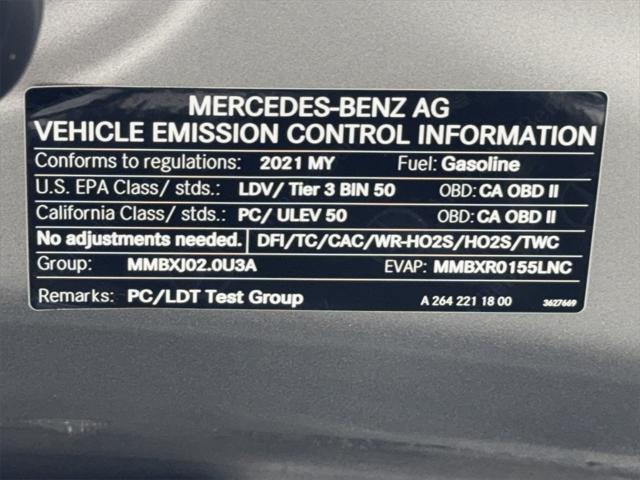 MERCEDES-BENZ AG
VEHICLE EMISSION CONTROL INFORMATION
Conforms to regulations: 2021 MY Fuel: Gasoline
U.S. EPA Class/ stds.: LDV/ Tier 3 BIN 50 OBD: CA OBD II
California Class/ stds.: PC/ ULEV 50 OBD: CA OBD II
No adjustments needed. DFI/TC/CAC/WR-HO2S/HO2S/TWC
Group: MMBXJ02.0U3A EVAP: MMBXR0155LNC
Remarks: PC/LDT Test Group A 264 221 18 00 3627669